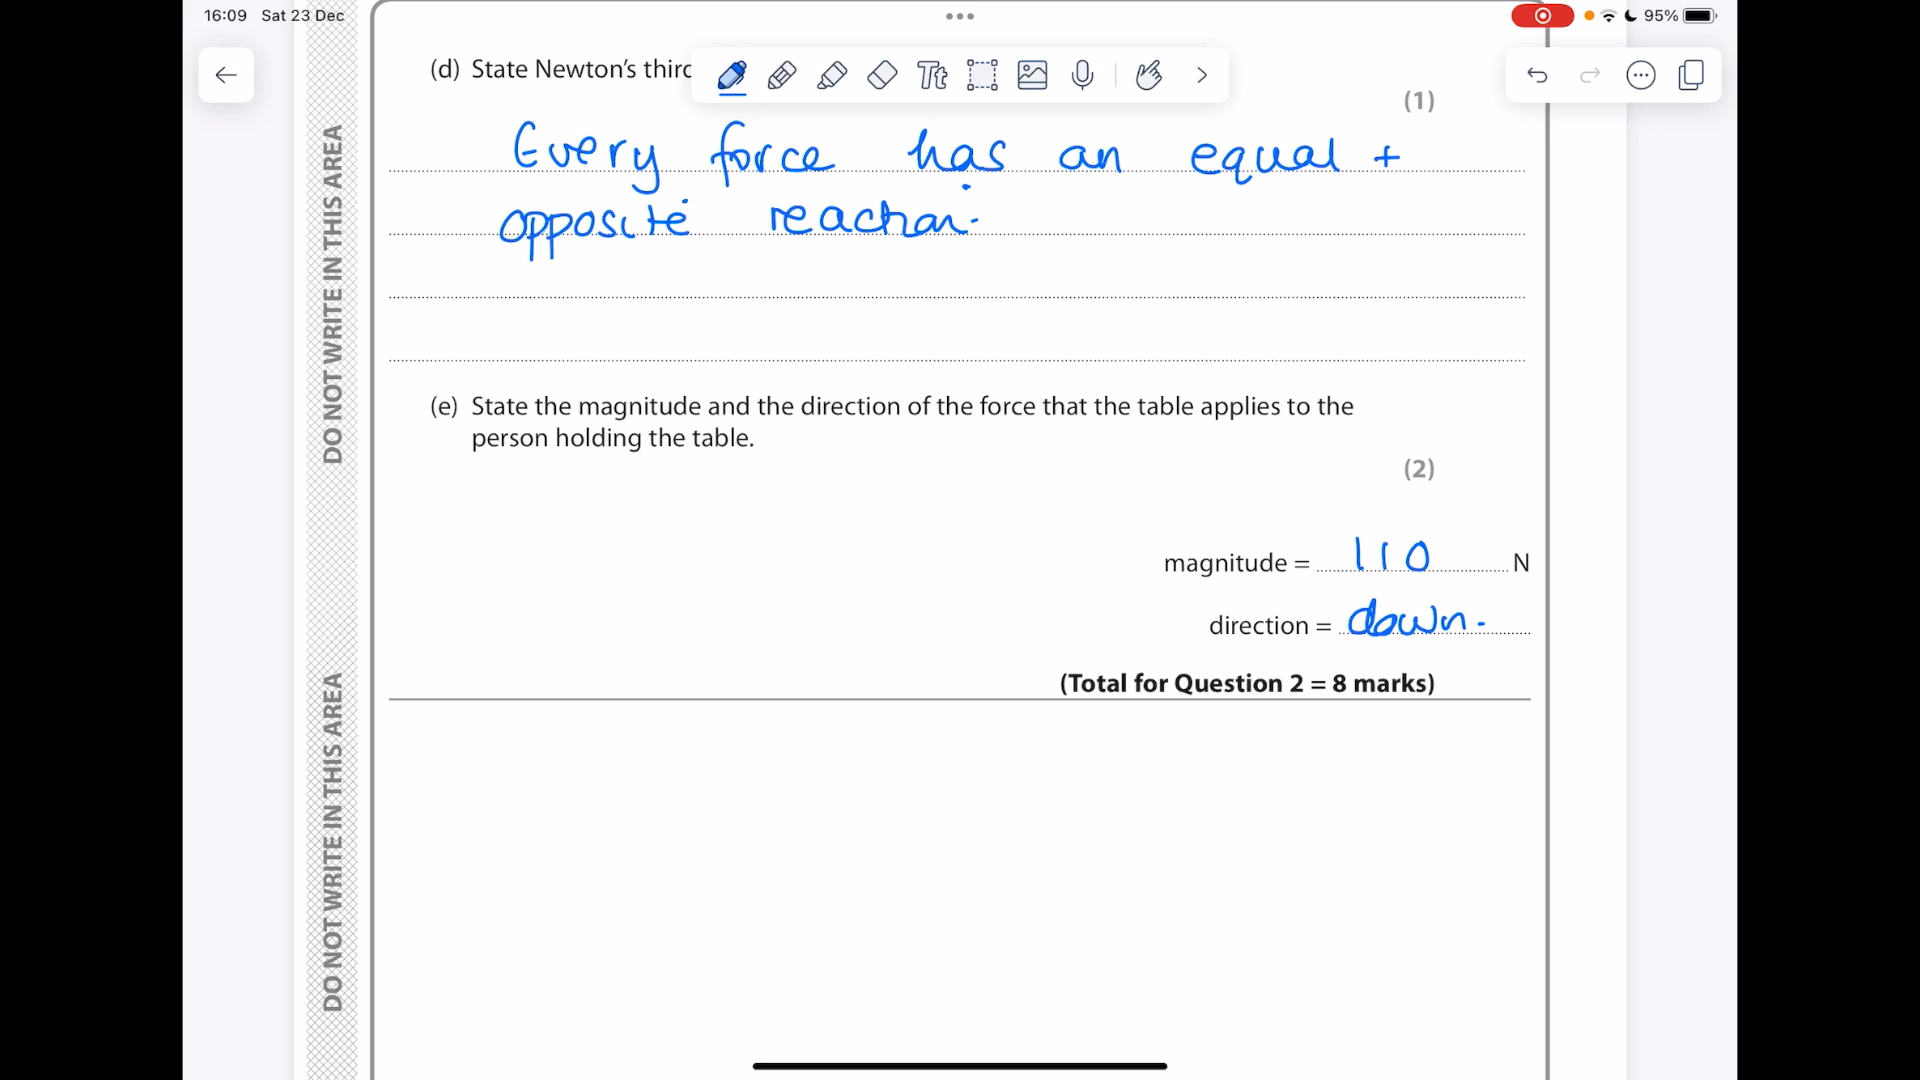 16:09 Sat 23 Dec
95%
(d) State Newton's third
Tt
(1)
Every force has an equal +
opposite reaction.
(e) State the magnitude and the direction of the force that the table applies to the
person holding the table.
(2)
magnitude = 110 N
direction = down.
(Total for Question 2 = 8 marks)
DO NOT WRITE IN THIS AREA
DO NOT WRITE IN THIS AREA